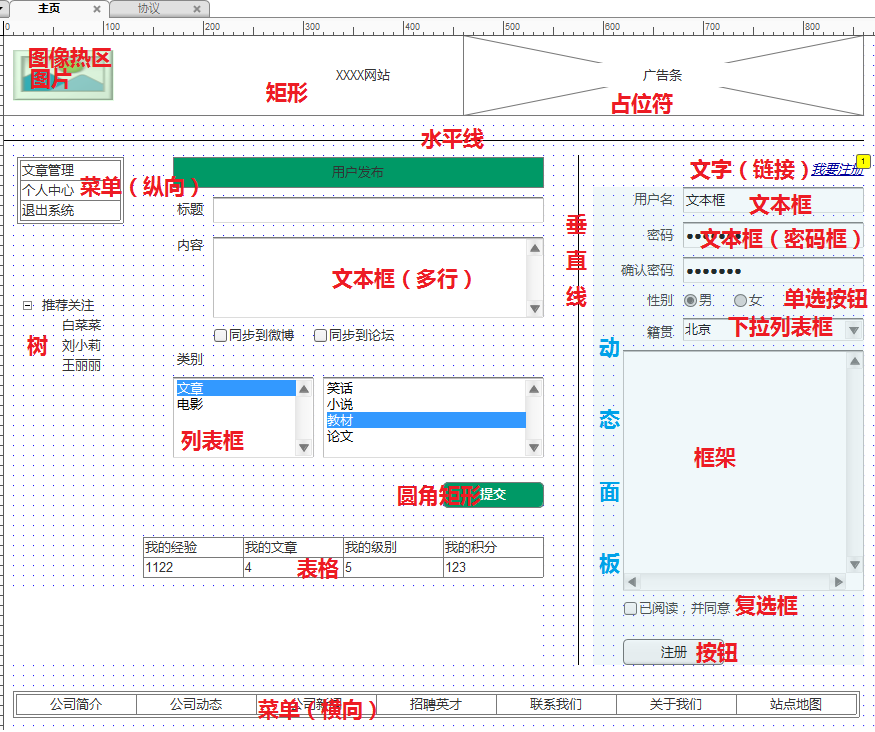 主页
协议
0 100 200 300 400 500 600 700 800
图像热区
图片
矩形
XXXX网站
广告条
占位符
水平线
文章管理
个人中心
退出系统
菜单（纵向）
用户发布
标题
内容
文本框（多行）
同步到微博 同步到论坛
类别
文章
电影
列表框
笑话
小说
教材
论文
圆角矩形
提交
推荐关注
白菜菜
刘小莉
王丽丽
树
我的经验 我的文章 我的级别 我的积分
1122 4 5 123
表格
垂
直
线
文字（链接）
我要注册
1
用户名 文本框
文本框
密码 ●●●●●●●
文本框（密码框）
确认密码 ●●●●●●●
性别 男 女
单选按钮
籍贯 北京
下拉列表框
动
态
面
板
框架
已阅读，并同意
复选框
注册
按钮
公司简介 公司动态 公司新闻 招聘英才 联系我们 关于我们 站点地图
菜单（横向）